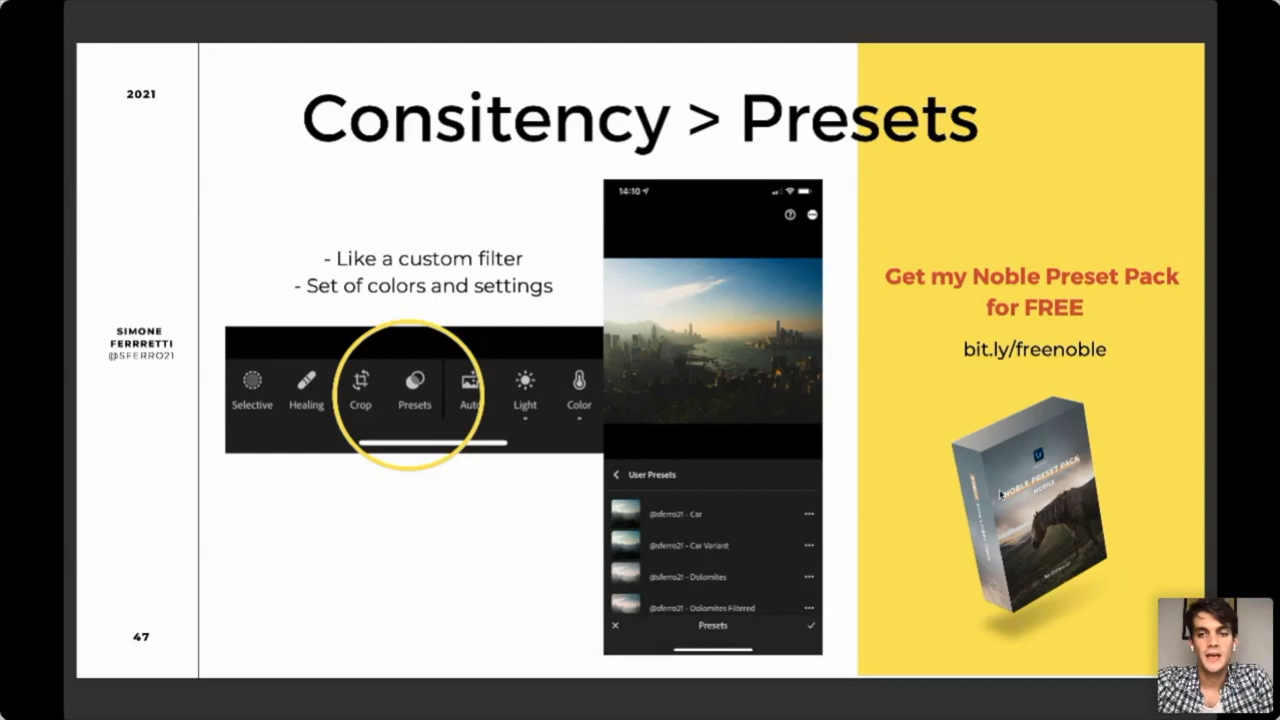 2021
Consitency > Presets
SIMONE
FERRRETTI
@SFERRO21
47
- Like a custom filter
- Set of colors and settings
Selective
Healing
Crop
Presets
Auto
Light
Color
14:10
User Presets
@sferro21 - Car
@sferro21 - Car Variant
@sferro21 - Dolomites
@sferro21 - Dolomites Filtered
Presets
Get my Noble Preset Pack
for FREE
bit.ly/freenoble
Lr
NOBLE PRESET PACK
MOBILE